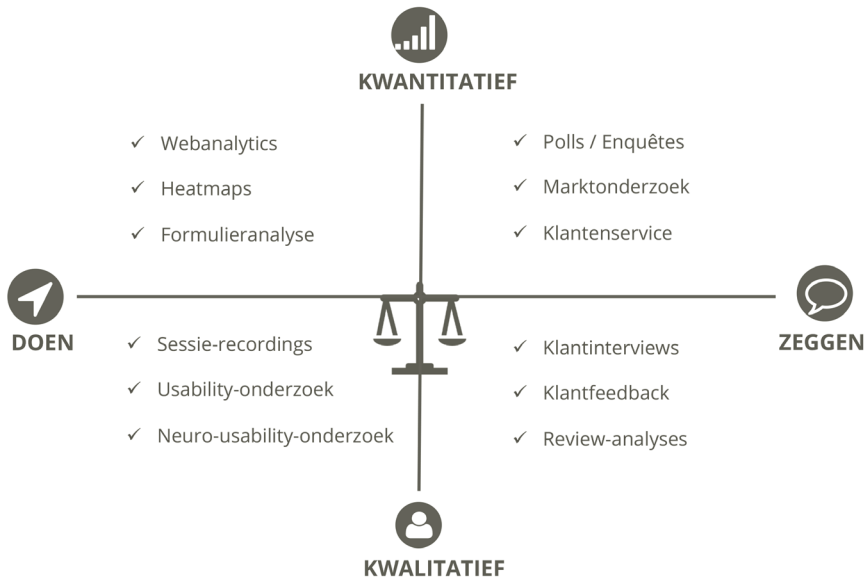 KWANTITATIEF
Webanalytics
Heatmaps
Formulieranalyse
Polls / Enquêtes
Marktonderzoek
Klantenservice
DOEN
ZEGGEN
Sessie-recordings
Usability-onderzoek
Neuro-usability-onderzoek
Klantinterviews
Klantfeedback
Review-analyses
KWALITATIEF